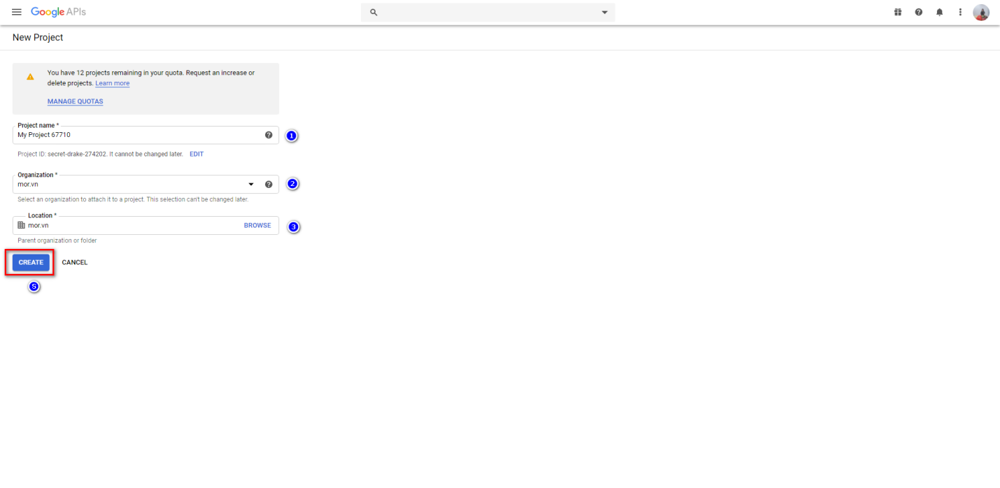 Google APIs
New Project
You have 12 projects remaining in your quota. Request an increase or
delete projects. Learn more
MANAGE QUOTAS
Project name *
My Project 67710
1
Project ID: secret-drake-274202. It cannot be changed later. EDIT
Organization *
mor.vn
2
Select an organization to attach it to a project. This selection can't be changed later.
Location *
mor.vn BROWSE
3
Parent organization or folder
CREATE CANCEL
S